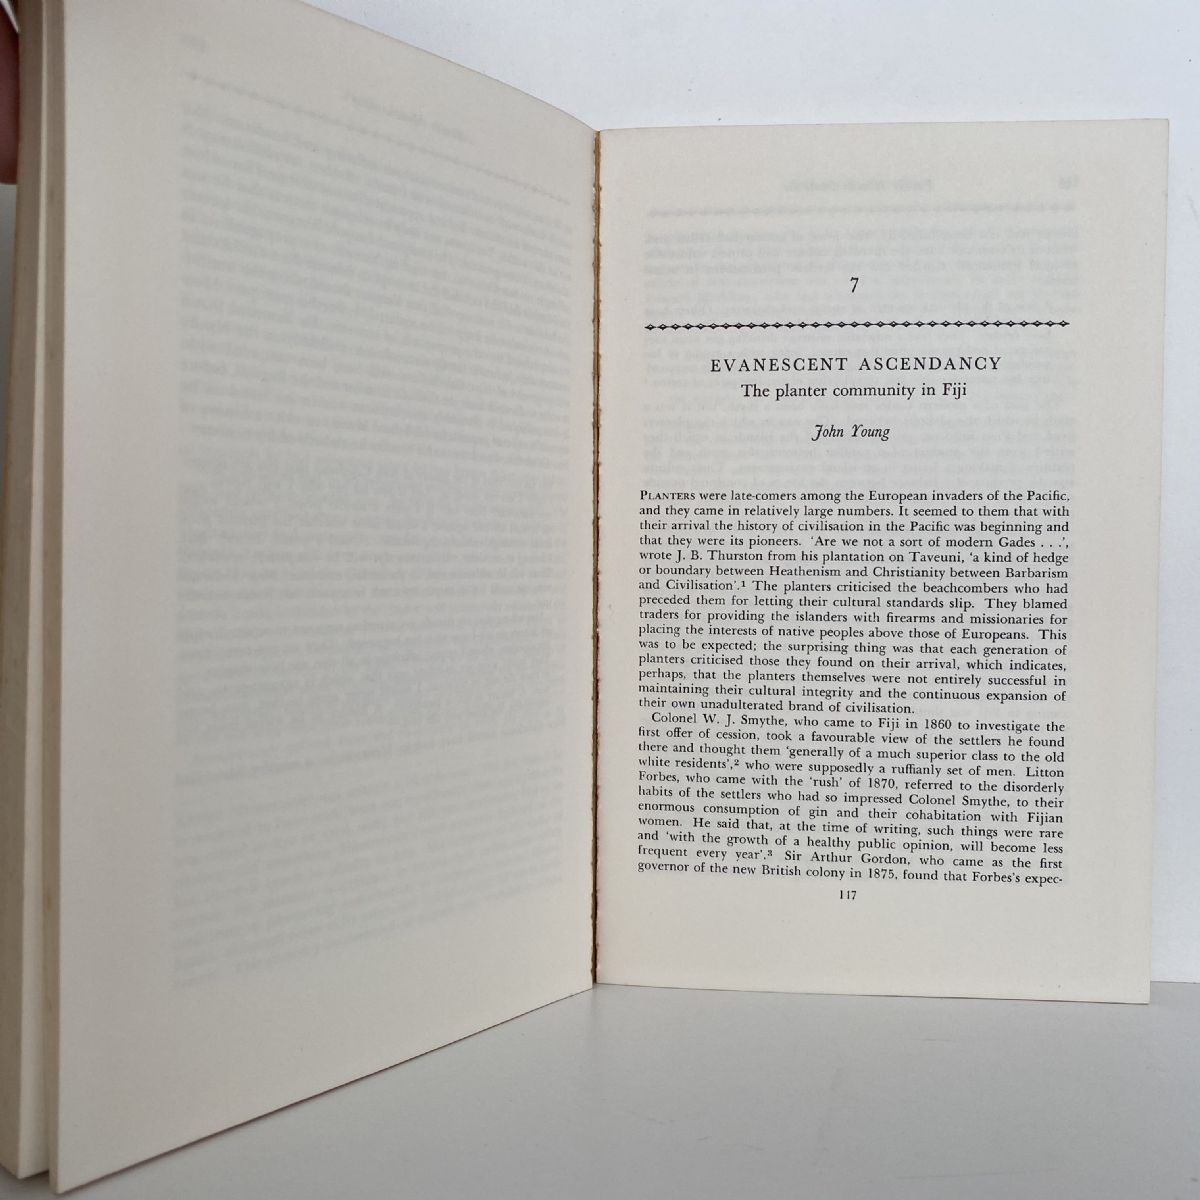 7
EVANESCENT ASCENDANCY
The planter community in Fiji
John Young
PLANTERS were late-comers among the European invaders of the Pacific,
and they came in relatively large numbers. It seemed to them that with
their arrival the history of civilisation in the Pacific was beginning and
that they were its pioneers. 'Are we not a sort of modern Gades . . .',
wrote J. B. Thurston from his plantation on Taveuni, 'a kind of hedge
or boundary between Heathenism and Christianity between Barbarism
and Civilisation'.1 The planters criticised the beachcombers who had
preceded them for letting their cultural standards slip. They blamed
traders for providing the islanders with firearms and missionaries for
placing the interests of native peoples above those of Europeans. This
was to be expected; the surprising thing was that each generation of
planters criticised those they found on their arrival, which indicates,
perhaps, that the planters themselves were not entirely successful in
maintaining their cultural integrity and the continuous expansion of
their own unadulterated brand of civilisation.
Colonel W. J. Smythe, who came to Fiji in 1860 to investigate the
first offer of cession, took a favourable view of the settlers he found
there and thought them 'generally of a much superior class to the old
white residents',2 who were supposedly a ruffianly set of men. Litton
Forbes, who came with the 'rush' of 1870, referred to the disorderly
habits of the settlers who had so impressed Colonel Smythe, to their
enormous consumption of gin and their cohabitation with Fijian
women. He said that, at the time of writing, such things were rare
and 'with the growth of a healthy public opinion, will become less
frequent every year'.3 Sir Arthur Gordon, who came as the first
governor of the new British colony in 1875, found that Forbes's expec-
117